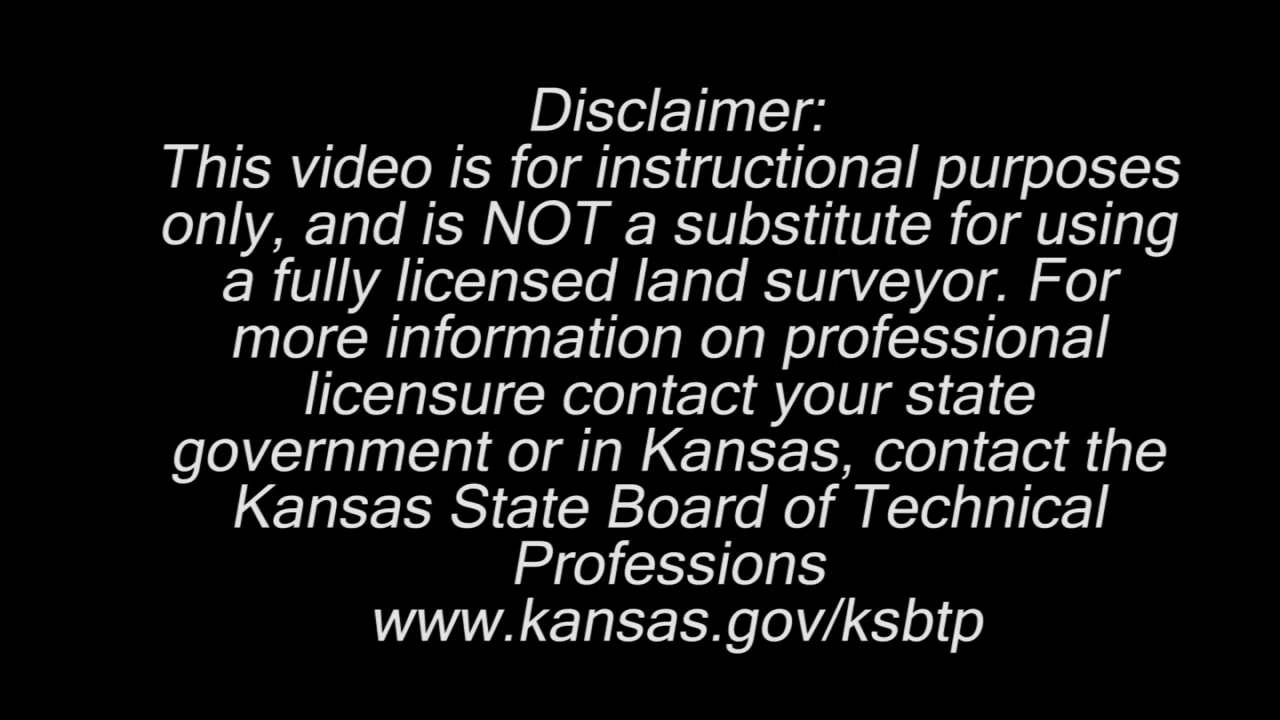 Disclaimer:
This video is for instructional purposes
only, and is NOT a substitute for using
a fully licensed land surveyor. For
more information on professional
licensure contact your state
government or in Kansas, contact the
Kansas State Board of Technical
Professions
www.kansas.gov/ksbtp